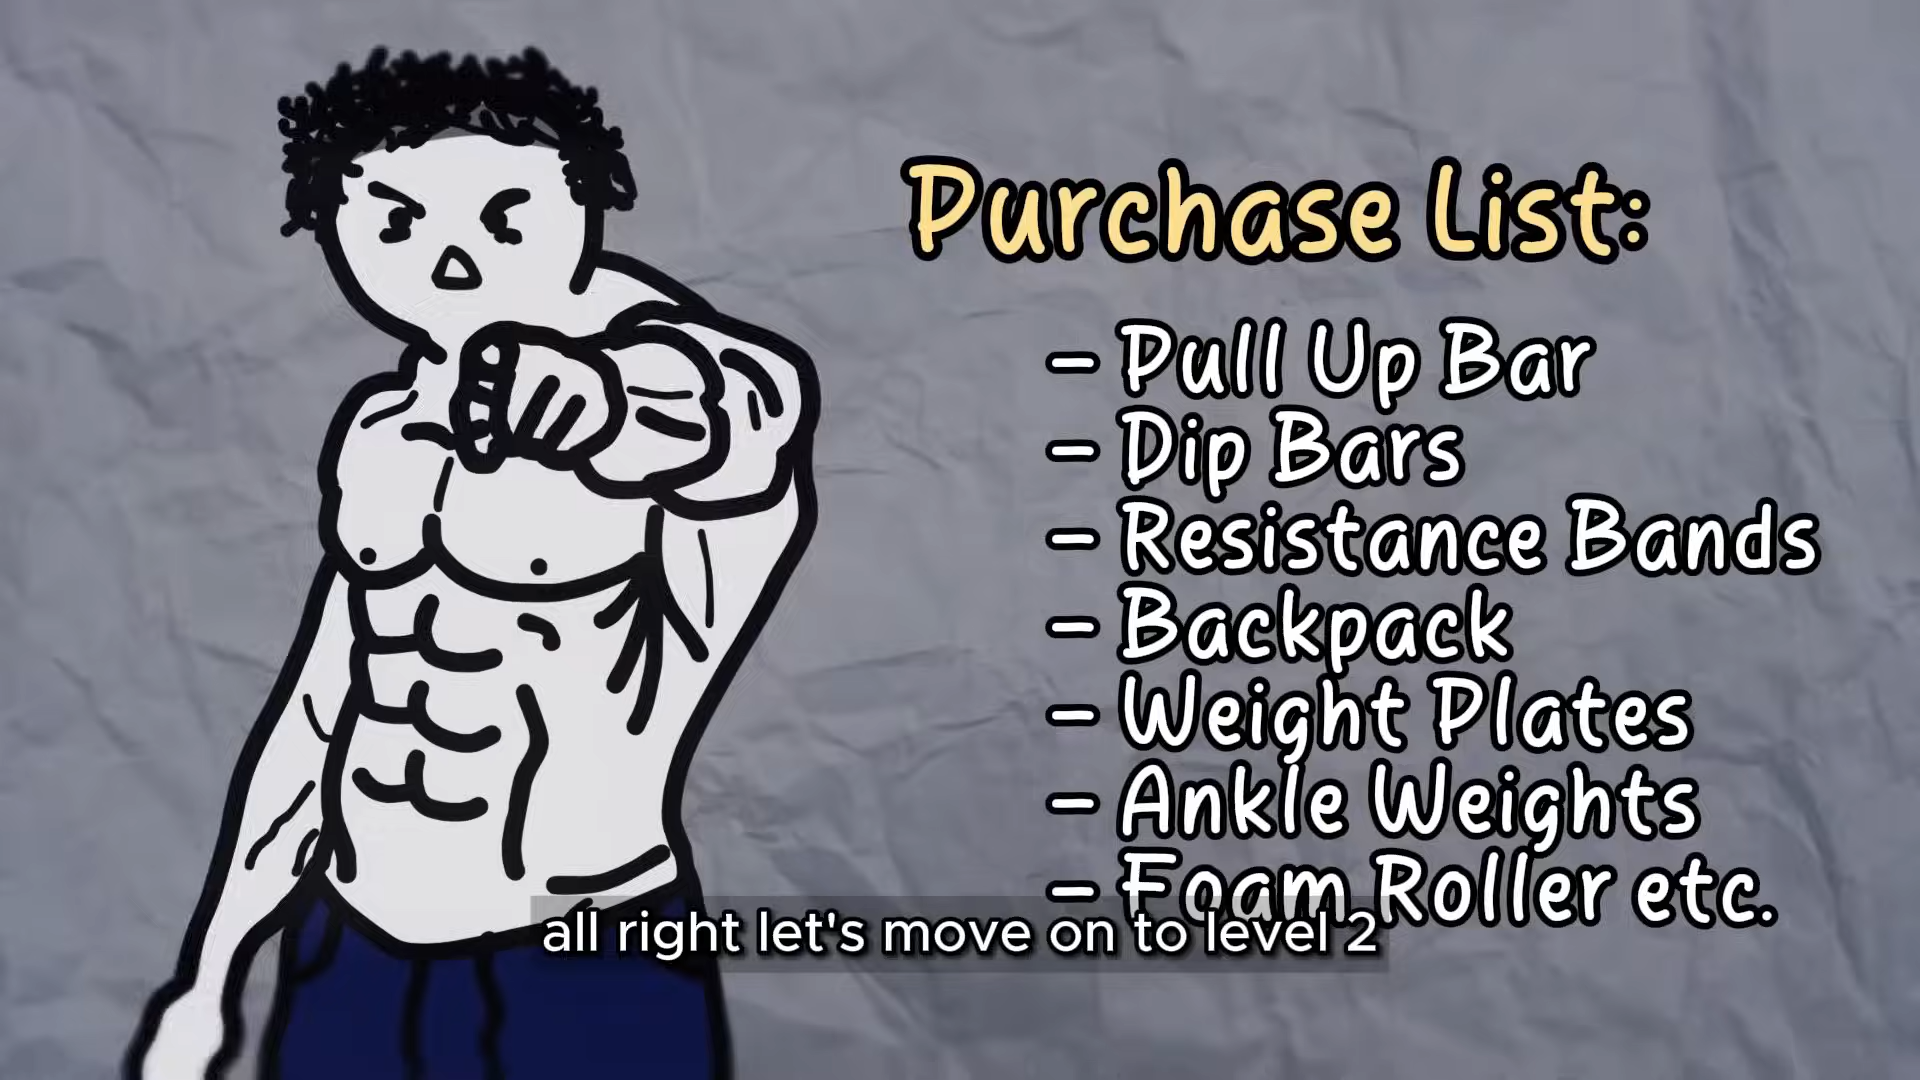 Purchase List:
- Pull Up Bar
- Dip Bars
- Resistance Bands
- Backpack
- Weight Plates
- Ankle Weights
- Foam Roller etc.
all right let's move on to level 2